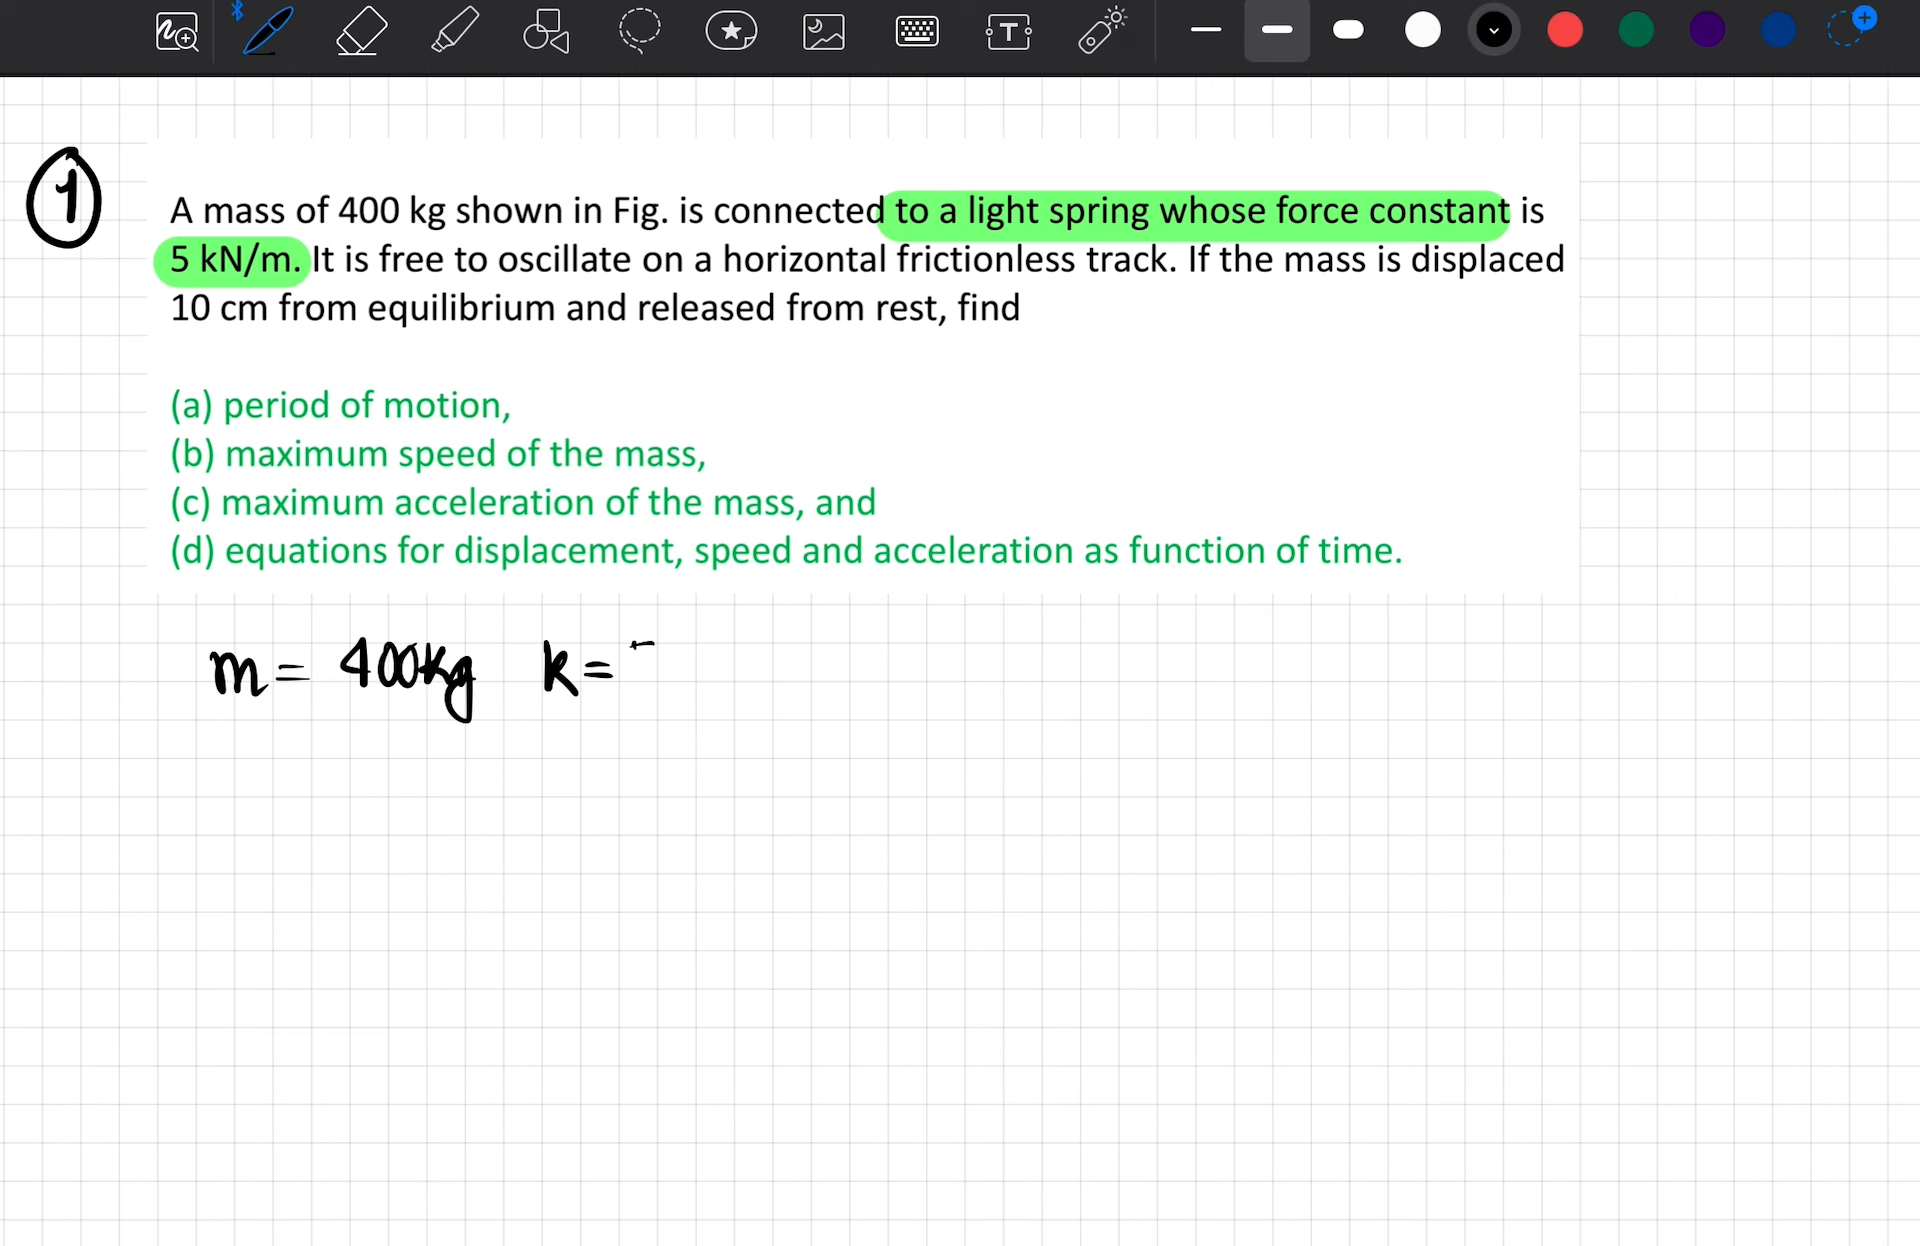 1
A mass of 400 kg shown in Fig. is connected to a light spring whose force constant is
5 kN/m. It is free to oscillate on a horizontal frictionless track. If the mass is displaced
10 cm from equilibrium and released from rest, find
(a) period of motion,
(b) maximum speed of the mass,
(c) maximum acceleration of the mass, and
(d) equations for displacement, speed and acceleration as function of time.
m = 400kg k =